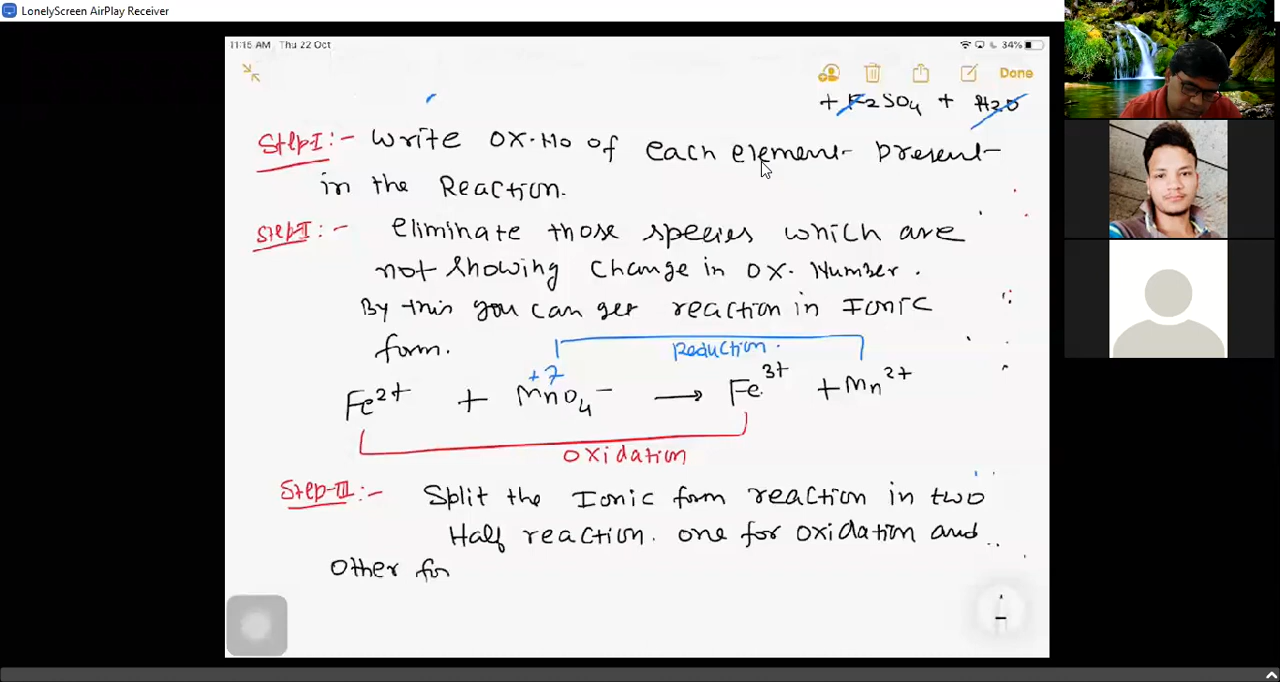 LonelyScreen AirPlay Receiver
11:15 AM Thu 22 Oct
34%
Done
+ K2SO4 + H2O
Step I :- Write OX.No of each element present
in the Reaction.
Step II :- eliminate those species which are
not showing change in OX. Number.
By this you can get reaction in Ionic
form.
Reduction.
+7
Fe2+ + MnO4− → Fe3+ + Mn2+
Oxidation
Step-III :- Split the Ionic form reaction in two
Half reaction. one for oxidation and
Other for